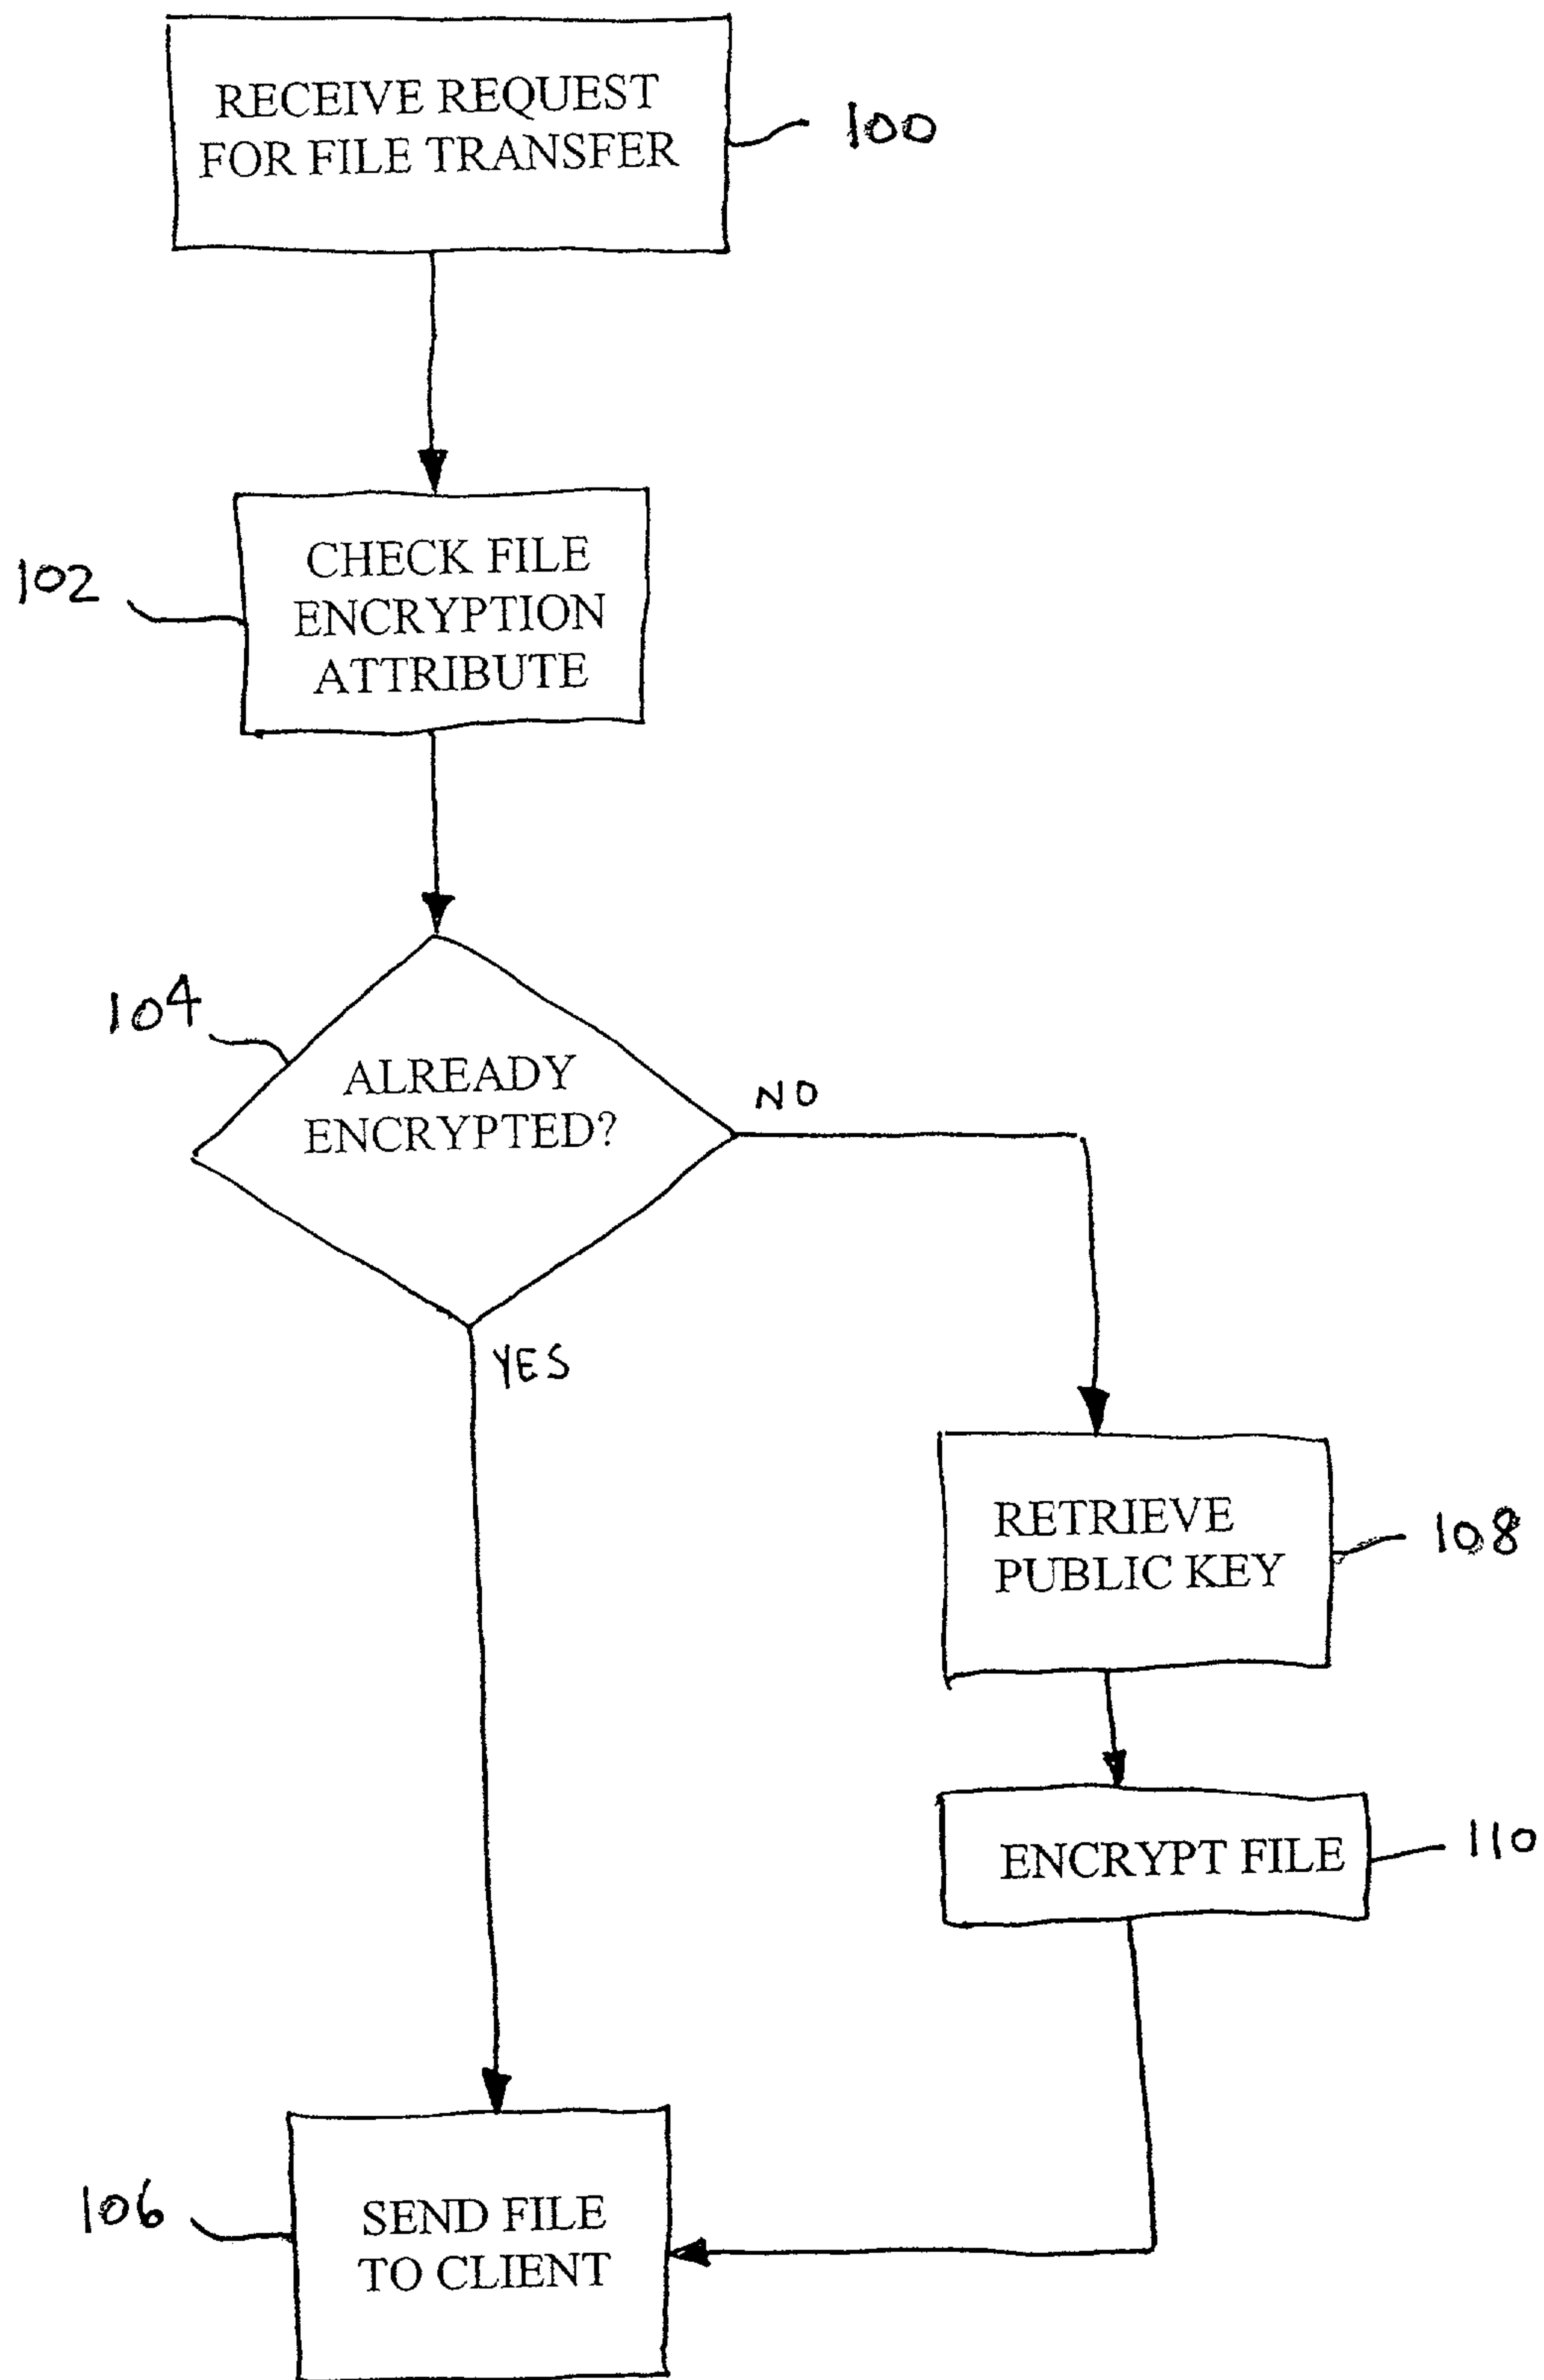 RECEIVE REQUEST
FOR FILE TRANSFER
100
102
CHECK FILE
ENCRYPTION
ATTRIBUTE
104
ALREADY
ENCRYPTED?
NO
YES
RETRIEVE
PUBLIC KEY
108
ENCRYPT FILE
110
106
SEND FILE
TO CLIENT